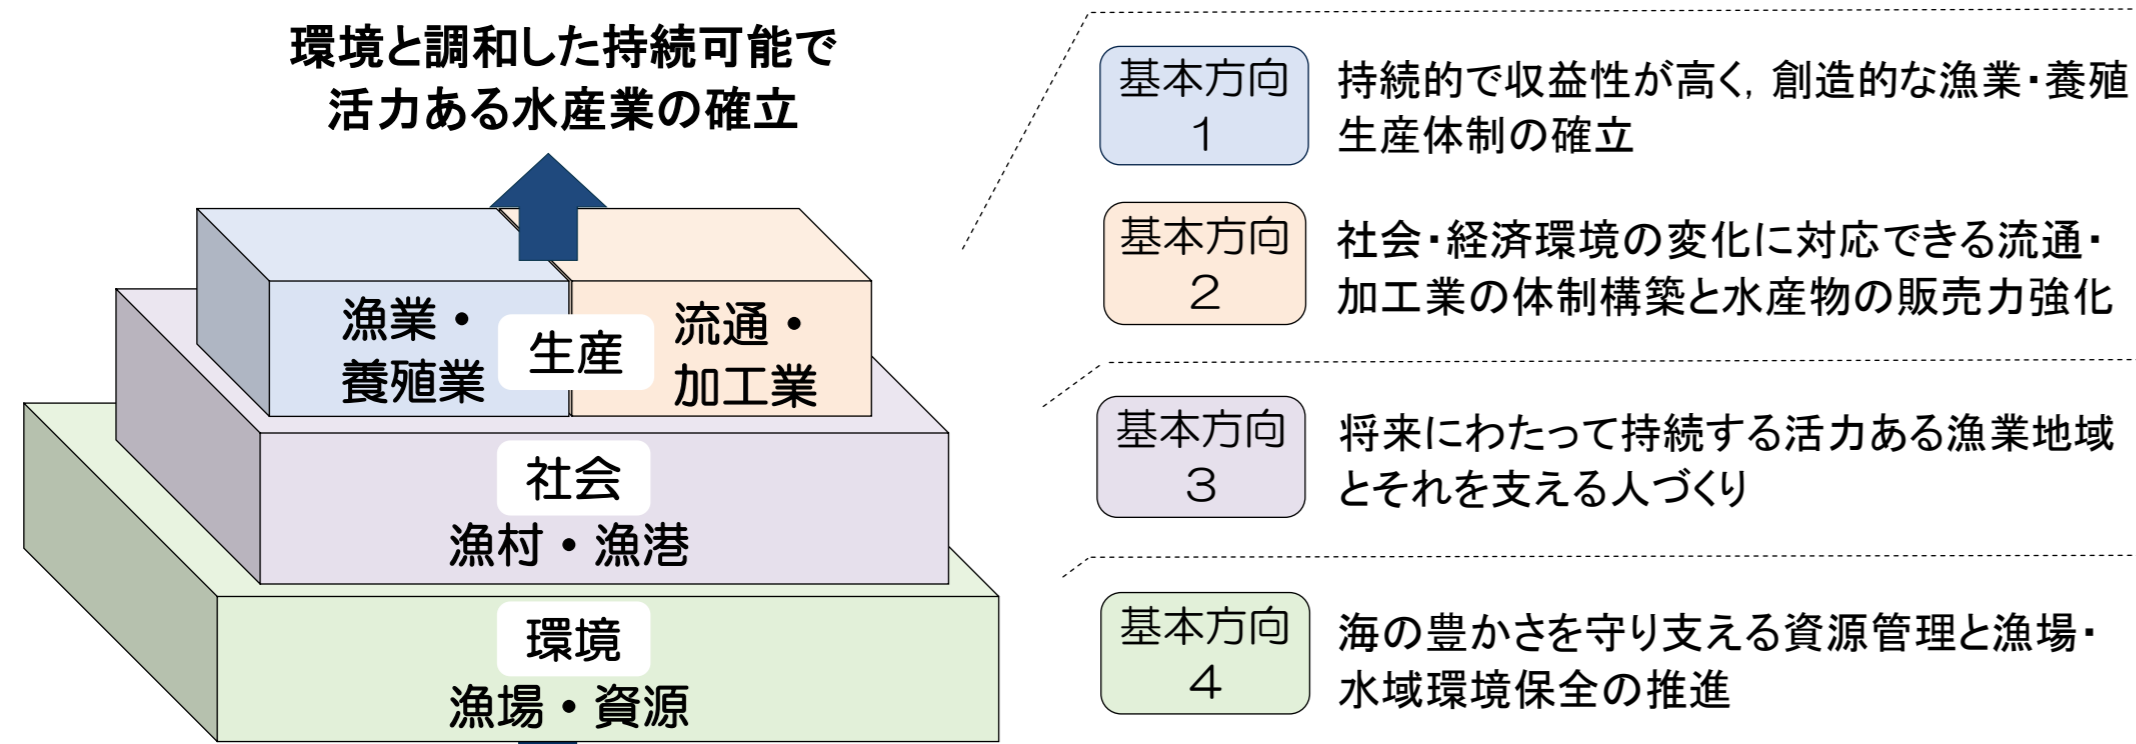 環境と調和した持続可能で
活力ある水産業の確立
漁業・
養殖業
生産
流通・
加工業
社会
漁村・漁港
環境
漁場・資源
基本方向
1
持続的で収益性が高く，創造的な漁業・養殖
生産体制の確立
基本方向
2
社会・経済環境の変化に対応できる流通・
加工業の体制構築と水産物の販売力強化
基本方向
3
将来にわたって持続する活力ある漁業地域
とそれを支える人づくり
基本方向
4
海の豊かさを守り支える資源管理と漁場・
水域環境保全の推進